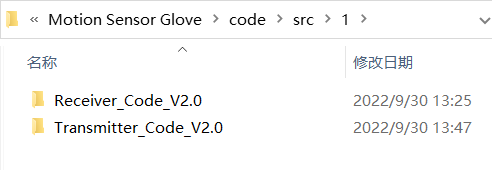 « Motion Sensor Glove > code > src > 1 >
名称 修改日期
Receiver_Code_V2.0 2022/9/30 13:25
Transmitter_Code_V2.0 2022/9/30 13:47